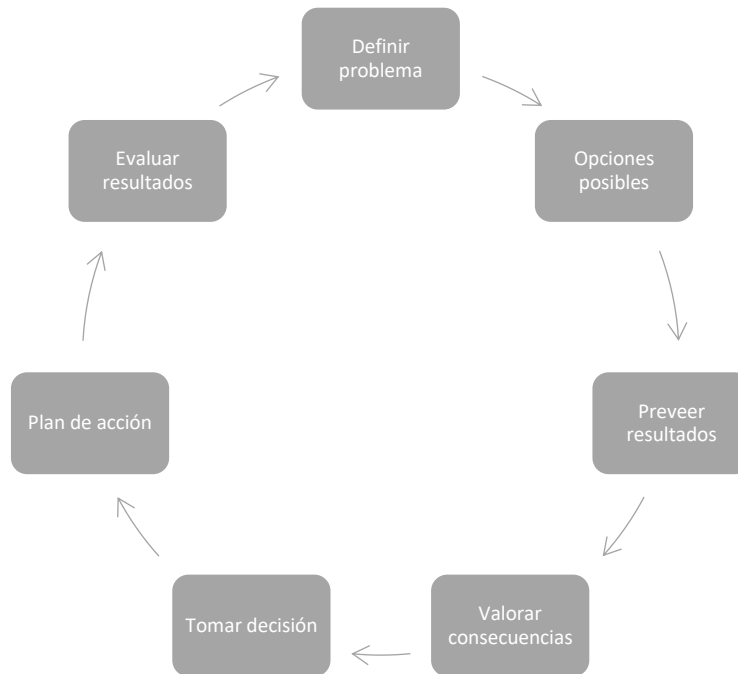 Definir
problema
Opciones
posibles
Preveer
resultados
Valorar
consecuencias
Tomar decisión
Plan de acción
Evaluar
resultados